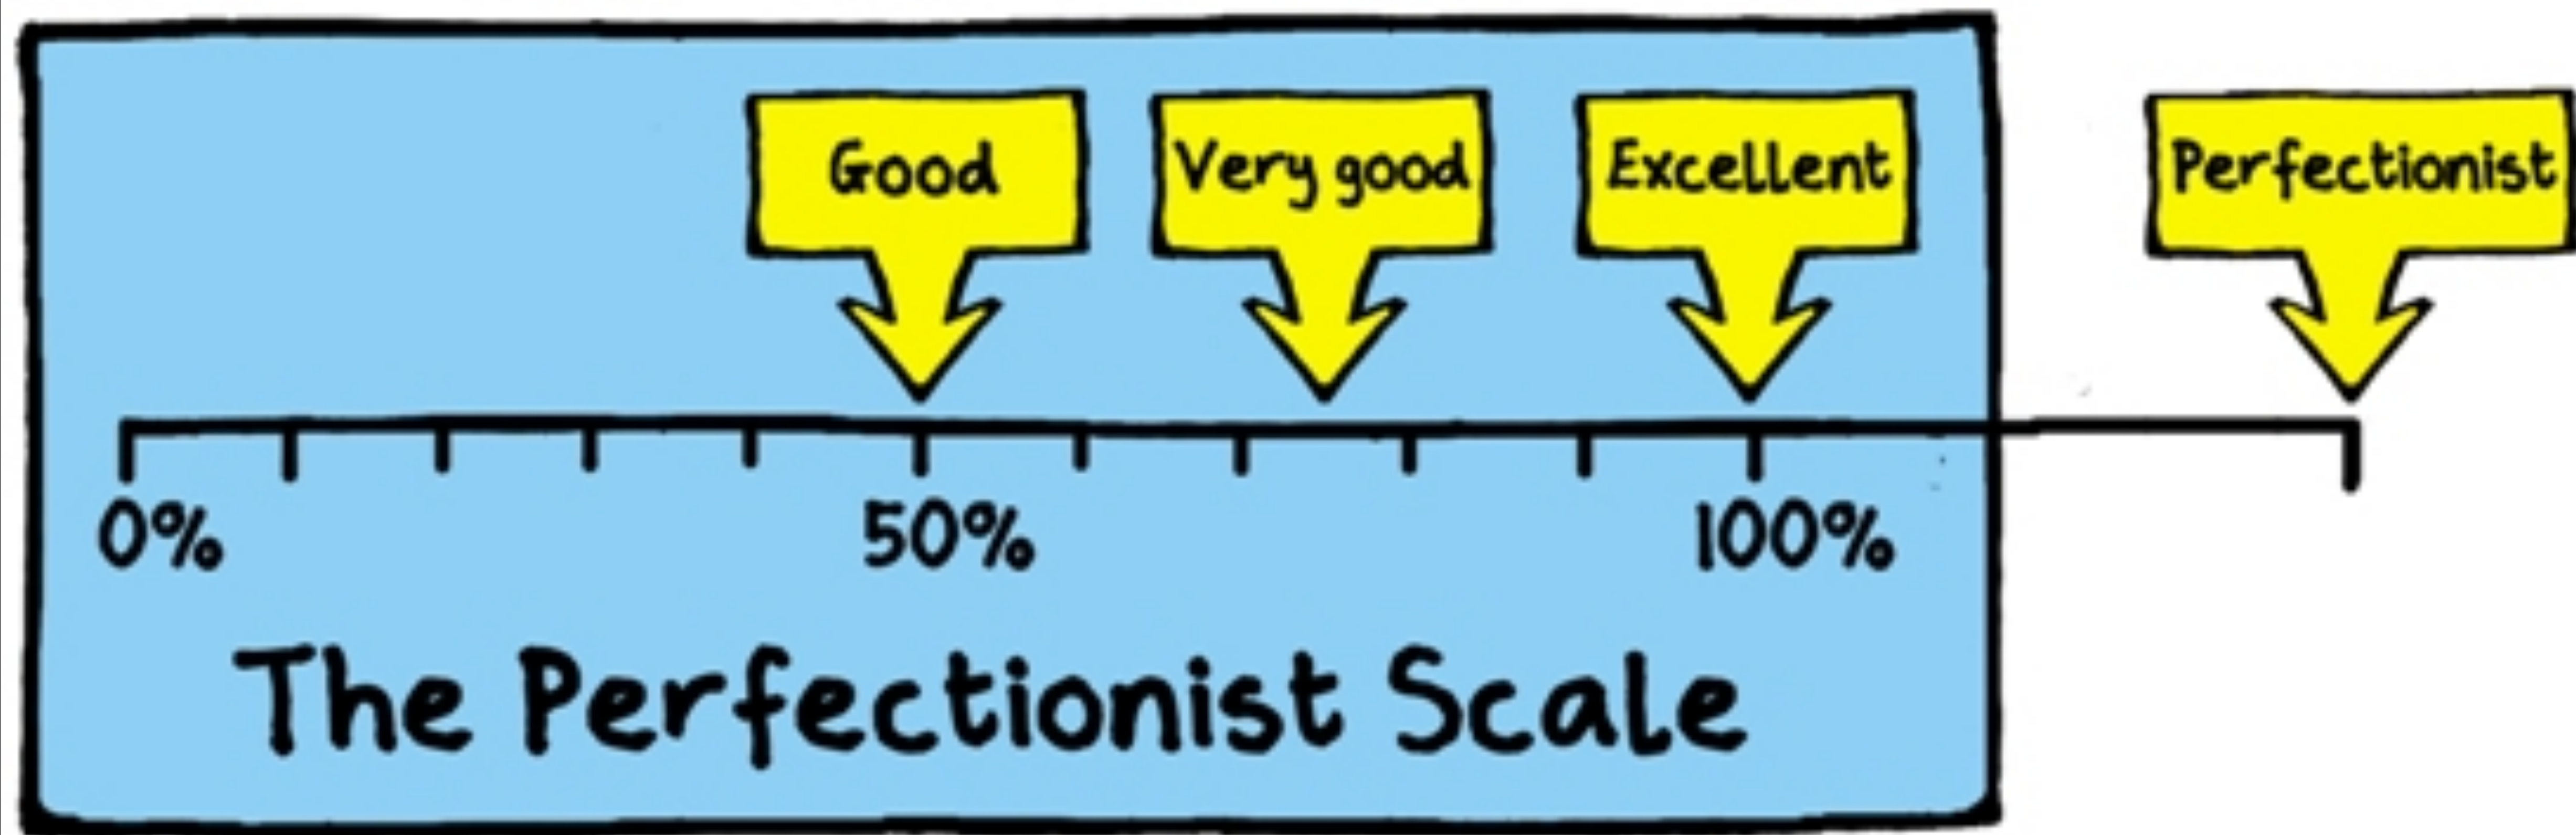 Good
Very good
Excellent
Perfectionist
0%
50%
100%
The Perfectionist Scale